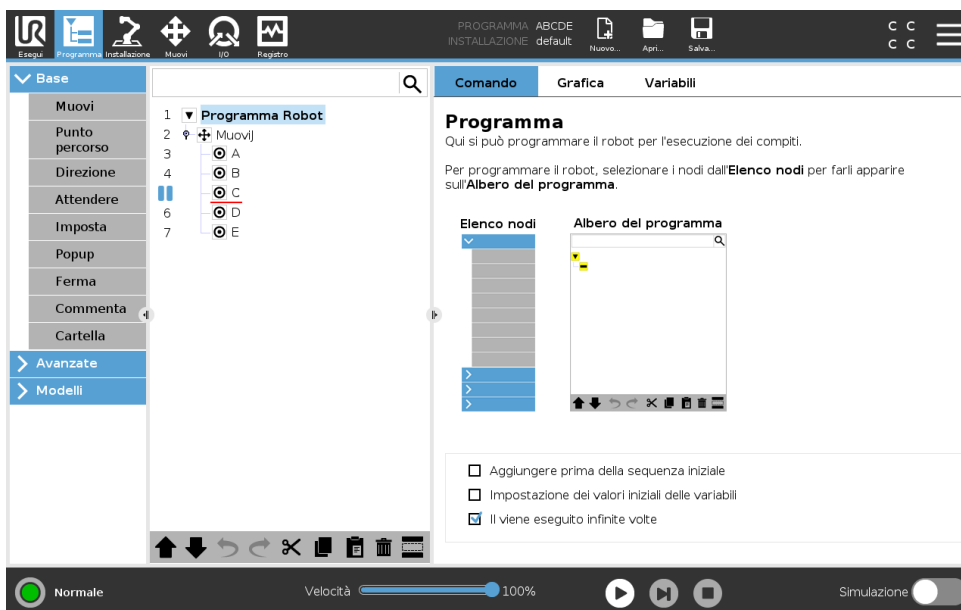 UR
Esegui
Programma
Installazione
Muovi
I/O
Registro
PROGRAMMA ABCDE
INSTALLAZIONE default
Nuovo...
Apri...
Salva...
C C
C C
Base
Muovi
Punto
percorso
Direzione
Attendere
Imposta
Popup
Ferma
Commenta
Cartella
Avanzate
Modelli
1 Programma Robot
2 MuoviJ
3 A
4 B
C
6 D
7 E
Comando
Grafica
Variabili
Programma
Qui si può programmare il robot per l'esecuzione dei compiti.
Per programmare il robot, selezionare i nodi dall'Elenco nodi per farli apparire
sull'Albero del programma.
Elenco nodi
Albero del programma
Aggiungere prima della sequenza iniziale
Impostazione dei valori iniziali delle variabili
Il viene eseguito infinite volte
Normale
Velocità
100%
Simulazione